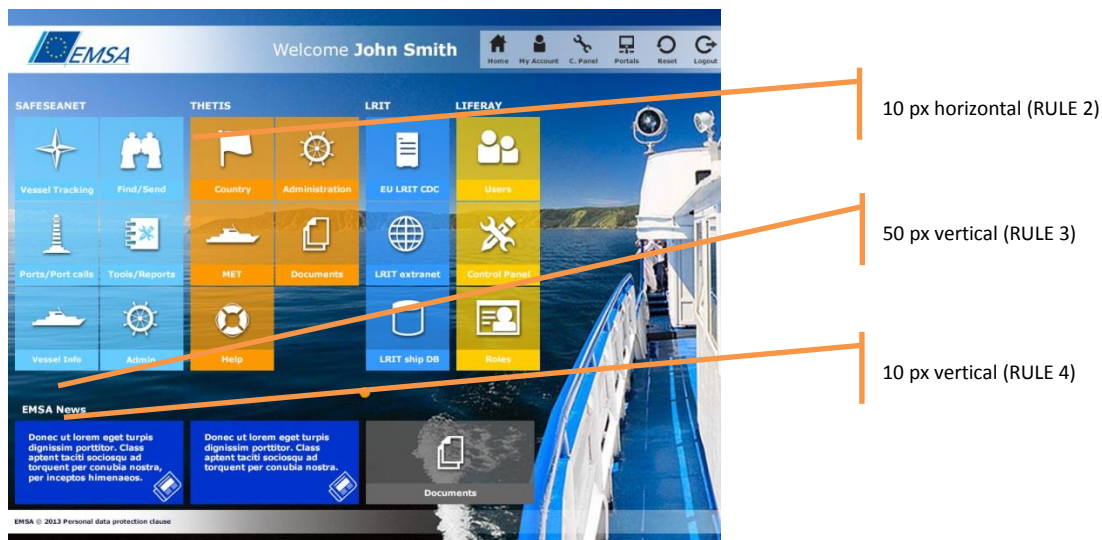 EMSA
Welcome John Smith
Home My Account C. Panel Portals Reset Logout
SAFESEANET THETIS LRIT LIFERAY
10 px horizontal (RULE 2)
Vessel Tracking Find/Send Country Administration EU LRIT CDC Users
50 px vertical (RULE 3)
Ports/Port calls Tools/Reports MET Documents LRIT extranet Control Panel
Vessel Info Admin Help LRIT ship DB Roles
10 px vertical (RULE 4)
EMSA News
Donec ut lorem eget turpis
dignissim porttitor. Class
aptent taciti sociosqu ad
torquent per conubia nostra,
per inceptos himenaeos.
Donec ut lorem eget turpis
dignissim porttitor. Class
aptent taciti sociosqu ad
torquent per conubia nostra.
Documents
EMSA © 2013 Personal data protection clause